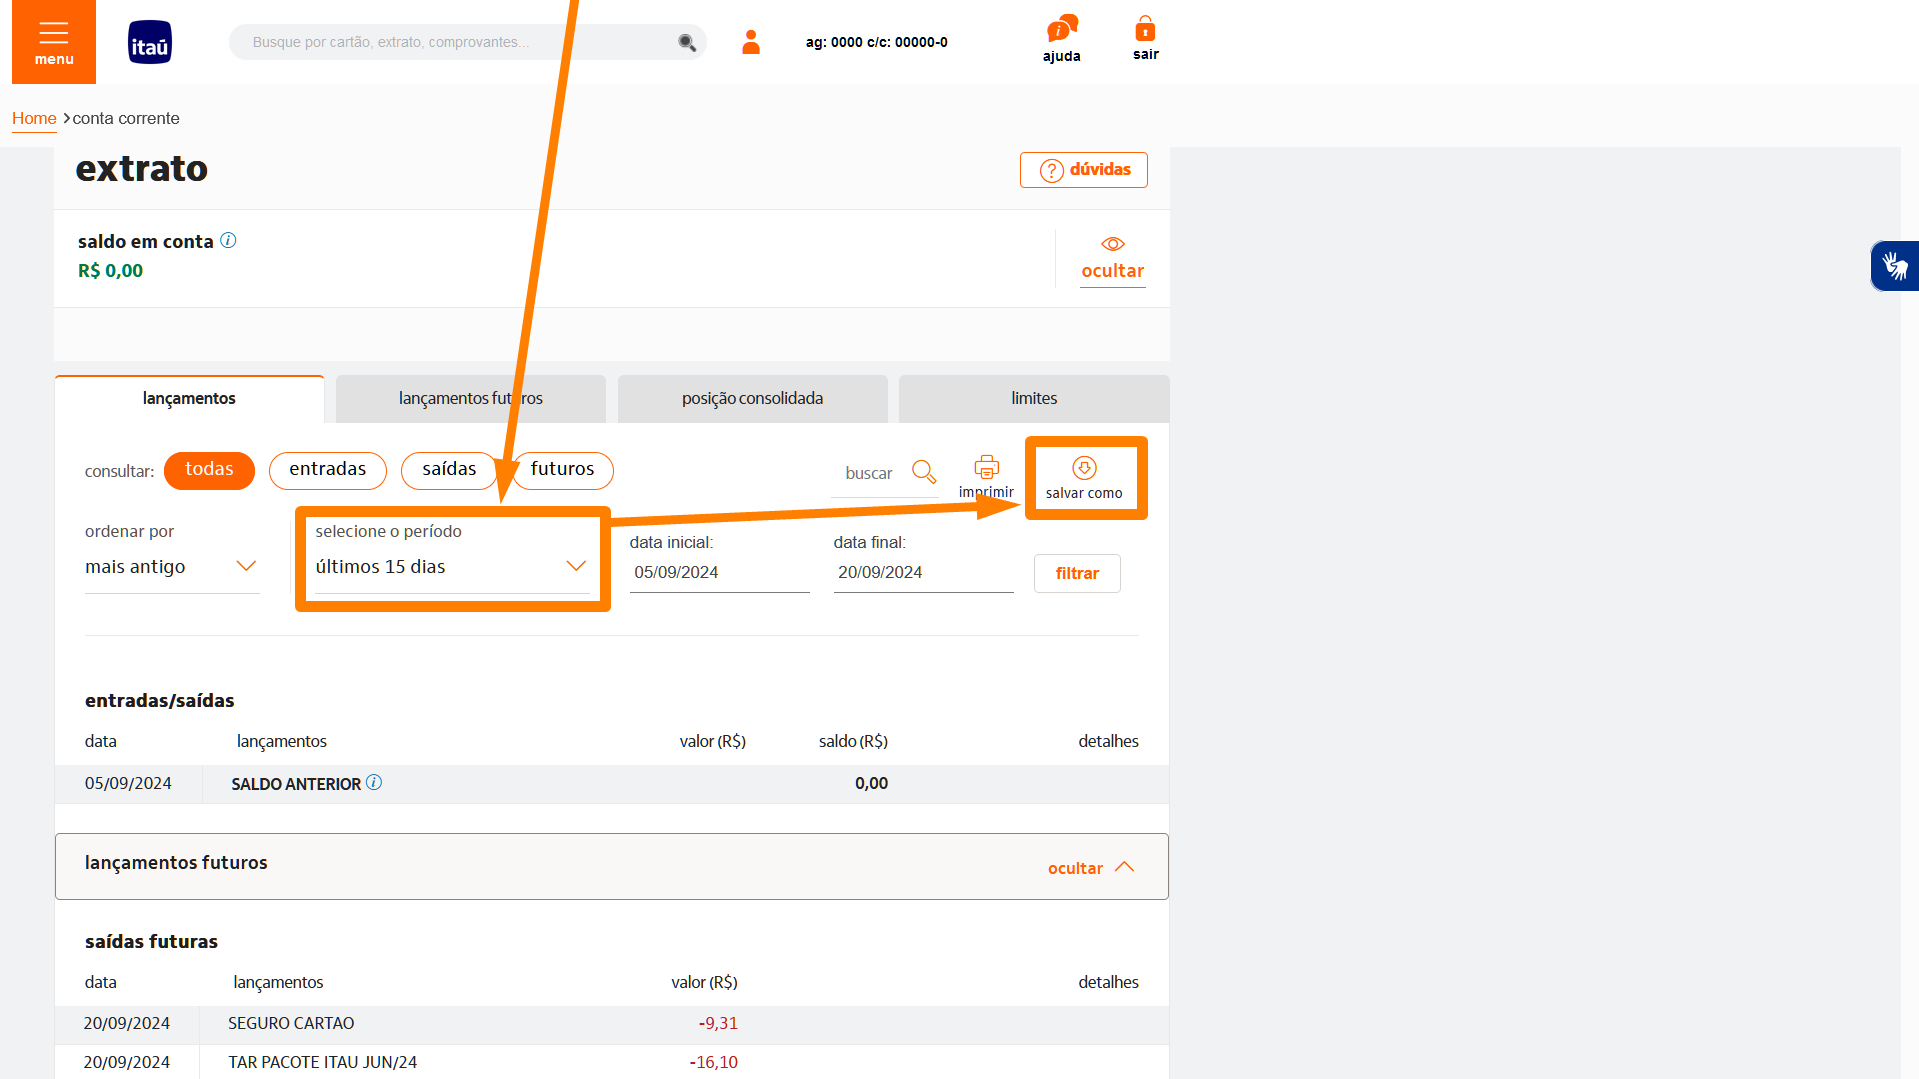 menu
itaú
Busque por cartão, extrato, comprovantes...
ag: 0000 c/c: 00000-0
ajuda
sair
Home > conta corrente
extrato
? dúvidas
saldo em conta i
R$ 0,00
ocultar
lançamentos
lançamentos futuros
posição consolidada
limites
consultar: todas entradas saídas futuros
buscar
imprimir
salvar como
ordenar por
mais antigo
selecione o período
últimos 15 dias
data inicial:
05/09/2024
data final:
20/09/2024
filtrar
entradas/saídas
data lançamentos valor (R$) saldo (R$) detalhes
05/09/2024 SALDO ANTERIOR i 0,00
lançamentos futuros ocultar
saídas futuras
data lançamentos valor (R$) detalhes
20/09/2024 SEGURO CARTAO -9,31
20/09/2024 TAR PACOTE ITAU JUN/24 -16,10